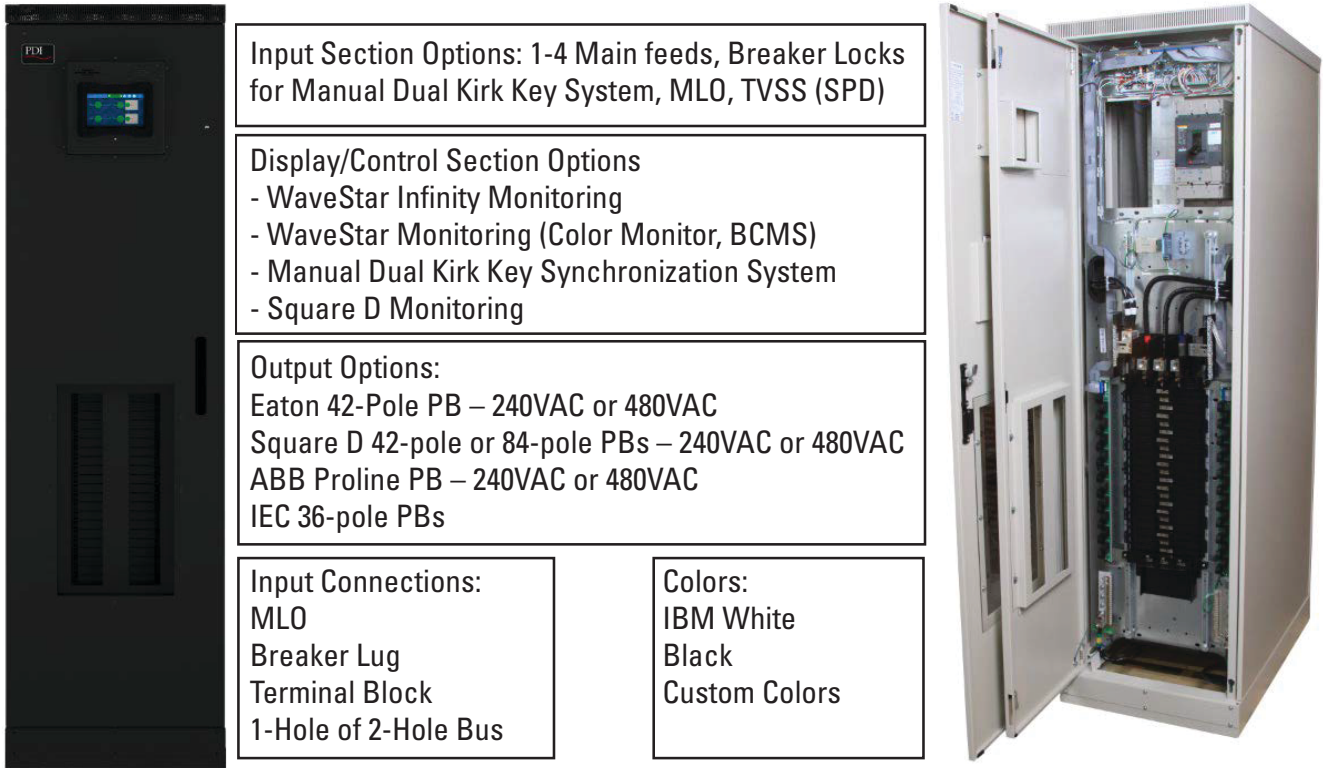 PDI
Input Section Options: 1-4 Main feeds, Breaker Locks
for Manual Dual Kirk Key System, MLO, TVSS (SPD)
Display/Control Section Options
- WaveStar Infinity Monitoring
- WaveStar Monitoring (Color Monitor, BCMS)
- Manual Dual Kirk Key Synchronization System
- Square D Monitoring
Output Options:
Eaton 42-Pole PB – 240VAC or 480VAC
Square D 42-pole or 84-pole PBs – 240VAC or 480VAC
ABB Proline PB – 240VAC or 480VAC
IEC 36-pole PBs
Input Connections:
MLO
Breaker Lug
Terminal Block
1-Hole of 2-Hole Bus
Colors:
IBM White
Black
Custom Colors